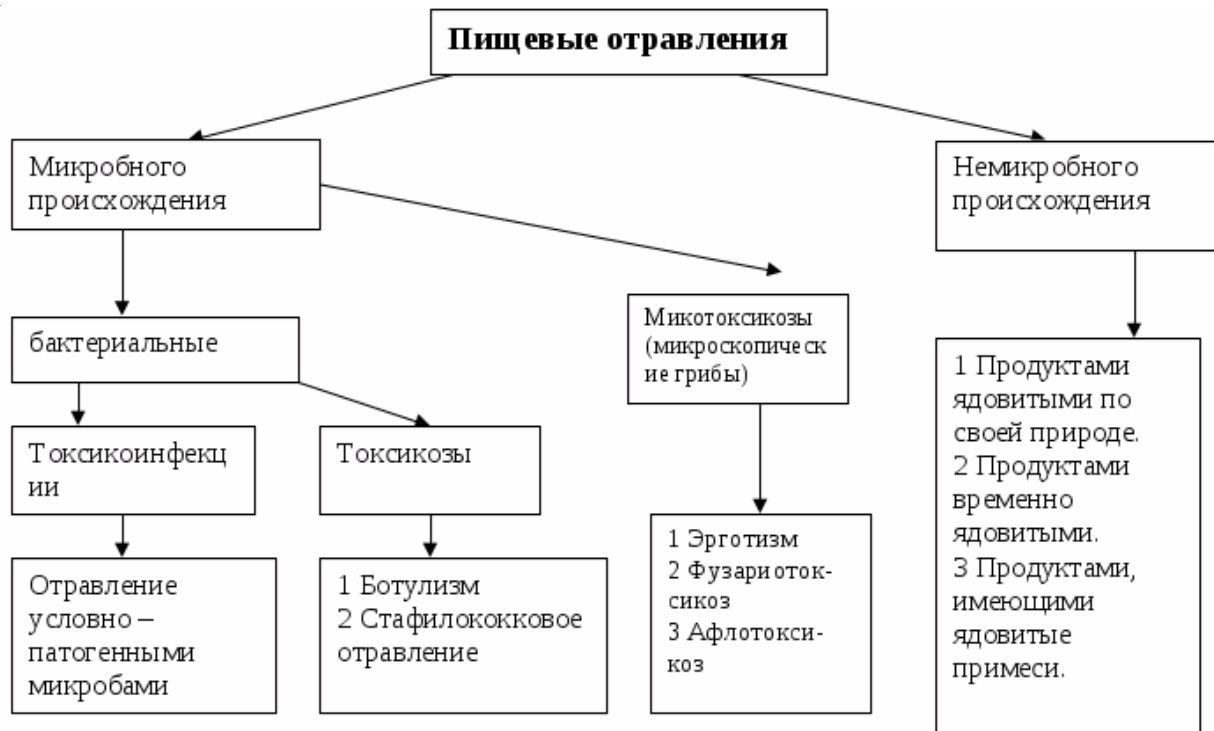 Пищевые отравления
Микробного
происхождения
Немикробного
происхождения
бактериальные
Микотоксикозы
(микроскопическ
ие грибы)
Токсикоинфекц
ии
Токсикозы
Отравление
условно –
патогенными
микробами
1 Ботулизм
2 Стафилококковое
отравление
1 Эрготизм
2 Фузариоток-
сикоз
3 Афлотокси-
коз
1 Продуктами
ядовитыми по
своей природе.
2 Продуктами
временно
ядовитыми.
3 Продуктами,
имеющими
ядовитые
примеси.